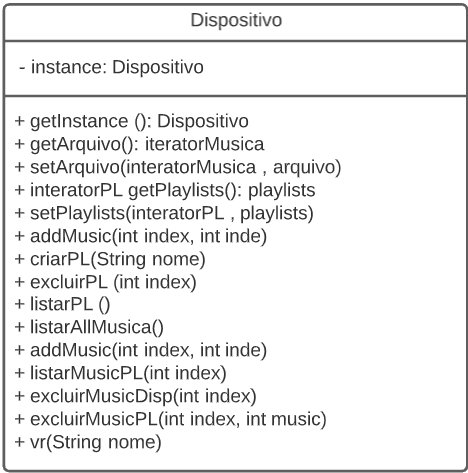 Dispositivo
- instance: Dispositivo
+ getInstance (): Dispositivo
+ getArquivo(): iteratorMusica
+ setArquivo(interatorMusica , arquivo)
+ interatorPL getPlaylists(): playlists
+ setPlaylists(interatorPL , playlists)
+ addMusic(int index, int inde)
+ criarPL(String nome)
+ excluirPL (int index)
+ listarPL ()
+ listarAllMusica()
+ addMusic(int index, int inde)
+ listarMusicPL(int index)
+ excluirMusicDisp(int index)
+ excluirMusicPL(int index, int music)
+ vr(String nome)